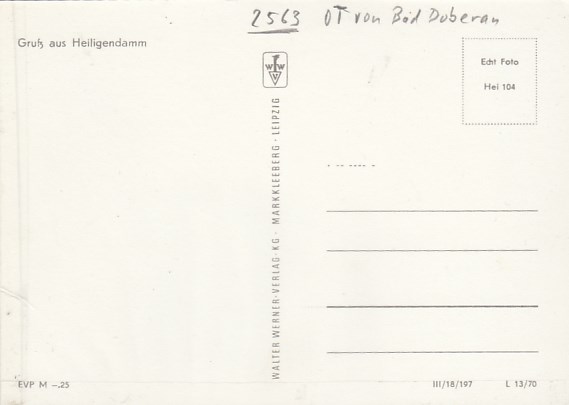 2563 OT von Bad Doberan
Gruß aus Heiligendamm
WWV
Echt Foto
Hei 104
WALTER WERNER-VERLAG·KG· MARKKLEEBERG - LEIPZIG
EVP M –.25
III/18/197 L 13/70